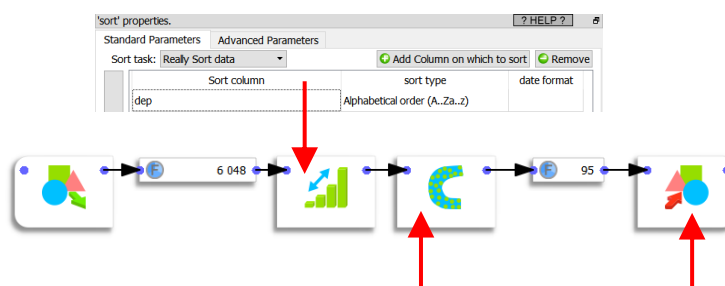 'sort' properties. ? HELP ?
Standard Parameters Advanced Parameters
Sort task: Really Sort data Add Column on which to sort Remove
Sort column sort type date format
dep Alphabetical order (A..Za..z)
F 6 048 F 95